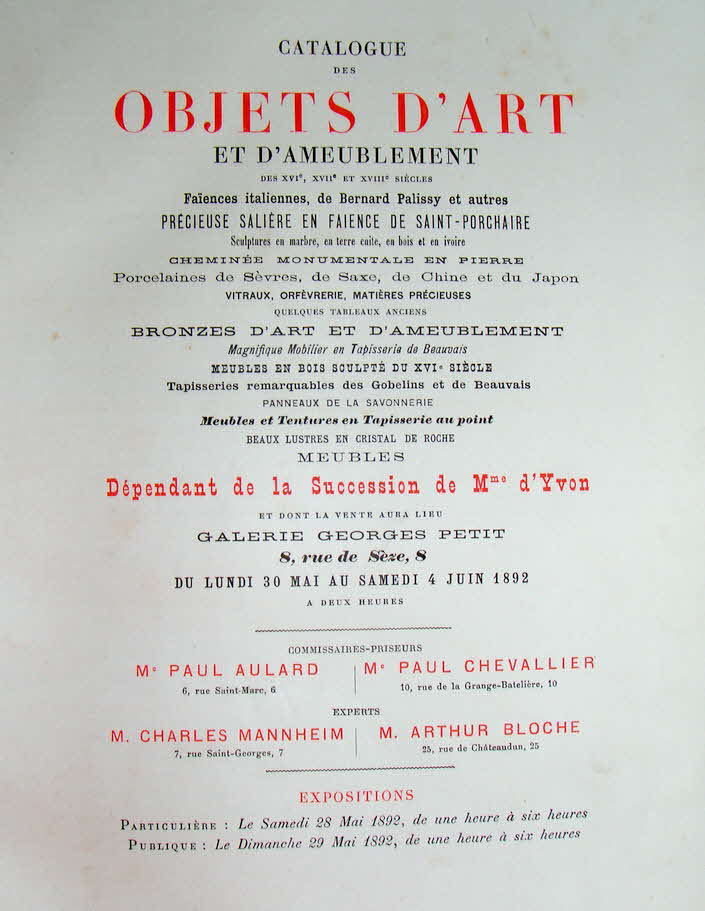 CATALOGUE
DES
OBJETS D'ART
ET D'AMEUBLEMENT
DES XVIe, XVIIe ET XVIIIe SIÈCLES
Faïences italiennes, de Bernard Palissy et autres
PRÉCIEUSE SALIÈRE EN FAIENCE DE SAINT-PORCHAIRE
Sculptures en marbre, en terre cuite, en bois et en ivoire
CHEMINÉE MONUMENTALE EN PIERRE
Porcelaines de Sèvres, de Saxe, de Chine et du Japon
VITRAUX, ORFÈVRERIE, MATIÈRES PRÉCIEUSES
QUELQUES TABLEAUX ANCIENS
BRONZES D'ART ET D'AMEUBLEMENT
Magnifique Mobilier en Tapisserie de Beauvais
MEUBLES EN BOIS SCULPTÉ DU XVIe SIÈCLE
Tapisseries remarquables des Gobelins et de Beauvais
PANNEAUX DE LA SAVONNERIE
Meubles et Tentures en Tapisserie au point
BEAUX LUSTRES EN CRISTAL DE ROCHE
MEUBLES
Dépendant de la Succession de Mme d'Yvon
ET DONT LA VENTE AURA LIEU
GALERIE GEORGES PETIT
8, rue de Sèze, 8
DU LUNDI 30 MAI AU SAMEDI 4 JUIN 1892
A DEUX HEURES
COMMISSAIRES-PRISEURS
Me PAUL AULARD
6, rue Saint-Marc, 6
Me PAUL CHEVALLIER
10, rue de la Grange-Batelière, 10
EXPERTS
M. CHARLES MANNHEIM
7, rue Saint-Georges, 7
M. ARTHUR BLOCHE
25, rue de Châteaudun, 25
EXPOSITIONS
PARTICULIÈRE : Le Samedi 28 Mai 1892, de une heure à six heures
PUBLIQUE : Le Dimanche 29 Mai 1892, de une heure à six heures